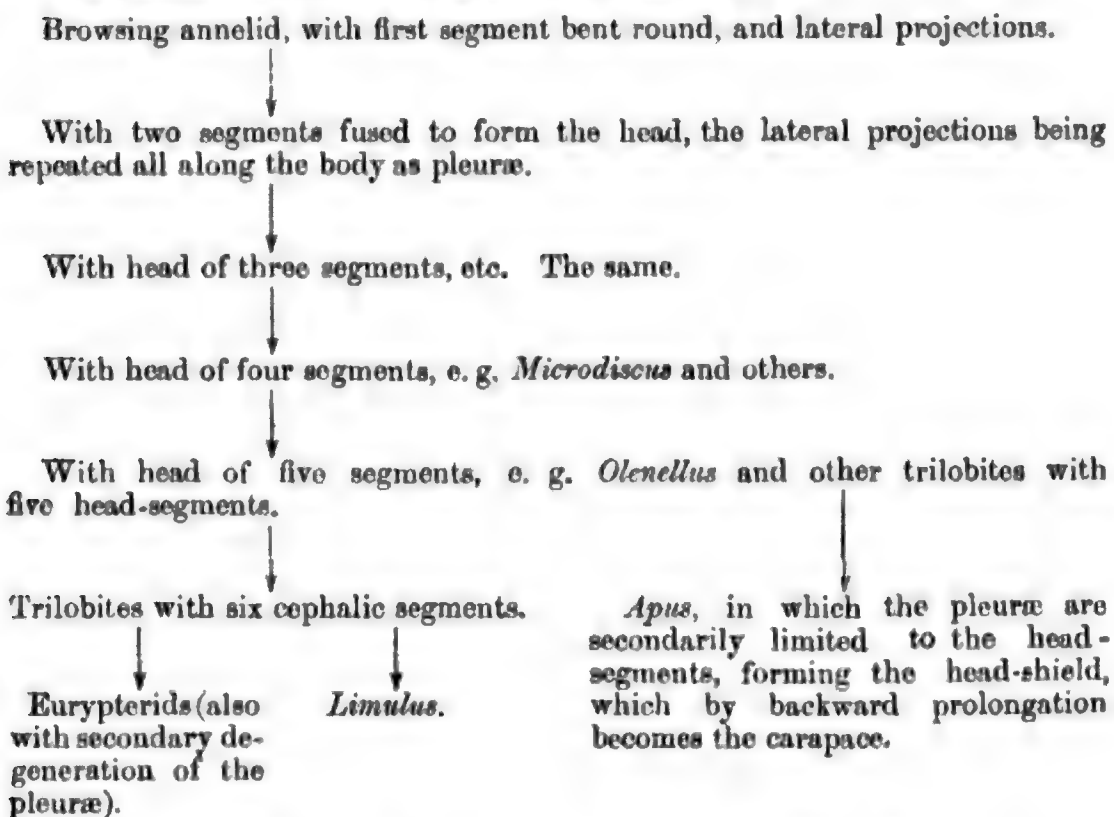 Browsing annelid, with first segment bent round, and lateral projections.
With two segments fused to form the head, the lateral projections being
repeated all along the body as pleuræ.
With head of three segments, etc. The same.
With head of four segments, e. g. Microdiscus and others.
With head of five segments, e. g. Olenellus and other trilobites with
five head-segments.
Trilobites with six cephalic segments.
Eurypterids (also
with secondary de-
generation of the
pleuræ).
Limulus.
Apus, in which the pleuræ are
secondarily limited to the head-
segments, forming the head-shield,
which by backward prolongation
becomes the carapace.